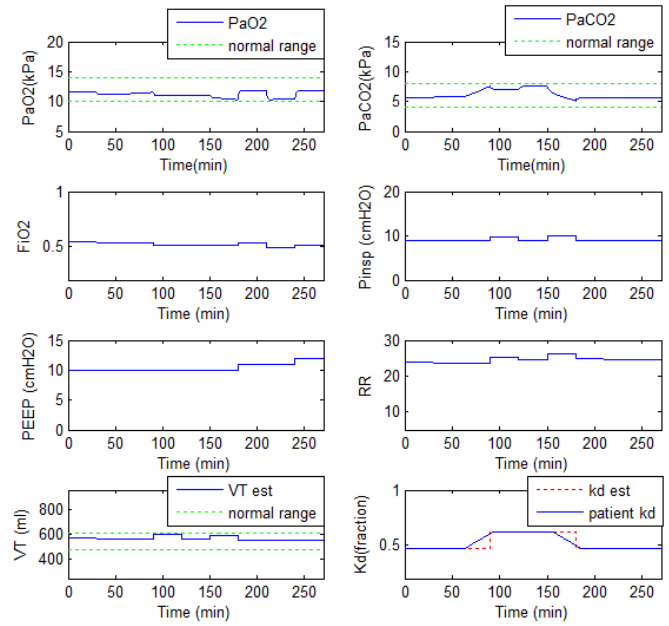 PaO2
normal range
20
15
10
5
PaO2(kPa)
0 50 100 150 200 250
Time(min)
PaCO2
normal range
15
10
5
0
PaCO2(kPa)
0 50 100 150 200 250
Time(min)
1
0.5
FiO2
0 50 100 150 200 250
Time (min)
20
10
0
Pinsp (cmH2O)
0 50 100 150 200 250
Time (min)
15
10
5
0
PEEP (cmH2O)
0 50 100 150 200 250
Time (min)
30
20
10
RR
0 50 100 150 200 250
Time (min)
VT est
normal range
800
600
400
VT (ml)
0 50 100 150 200 250
Time (min)
kd est
patient kd
1
0.5
Kd(fraction)
0 50 100 150 200 250
Time (min)